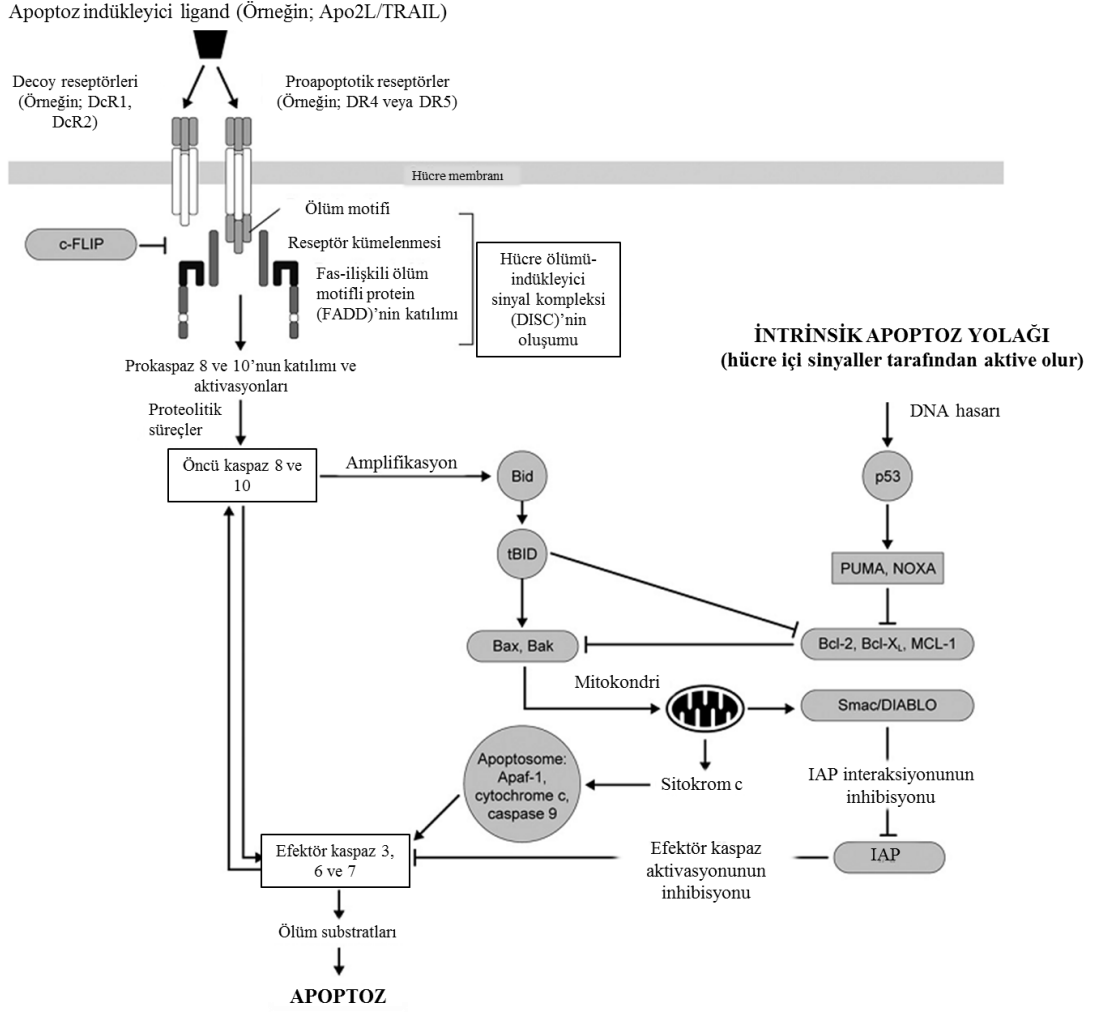 Apoptoz indükleyici ligand (Örneğin; Apo2L/TRAIL)
Decoy reseptörleri
(Örneğin; DcR1,
DcR2)
Proapoptotik reseptörler
(Örneğin; DR4 veya DR5)
Hücre membranı
Ölüm motifi
c-FLIP
Reseptör kümelenmesi
Fas-ilişkili ölüm
motifli protein
(FADD)’nin katılımı
Hücre ölümü-
indükleyici
sinyal kompleksi
(DISC)’nin
oluşumu
İNTRİNSİK APOPTOZ YOLAĞI
(hücre içi sinyaller tarafından aktive olur)
Prokaspaz 8 ve 10’nun katılımı ve
aktivasyonları
DNA hasarı
Proteolitik
süreçler
Öncü kaspaz 8 ve
10
Amplifikasyon
Bid
p53
tBID
PUMA, NOXA
Bax, Bak
Bcl-2, Bcl-XL, MCL-1
Mitokondri
Smac/DIABLO
Apoptosome:
Apaf-1,
cytochrome c,
caspase 9
Sitokrom c
IAP interaksiyonunun
inhibisyonu
Efektör kaspaz 3,
6 ve 7
Efektör kaspaz
aktivasyonunun
inhibisyonu
IAP
Ölüm substratları
APOPTOZ